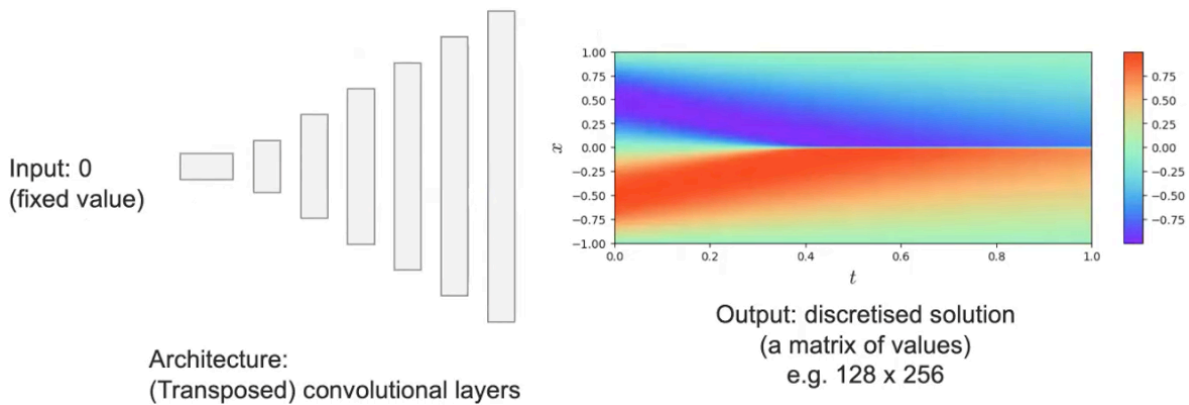 Input: 0
(fixed value)
Architecture:
(Transposed) convolutional layers
1.00
0.75
0.50
0.25
0.00
−0.25
−0.50
−0.75
−1.00
x
0.0 0.2 0.4 0.6 0.8 1.0
t
0.75
0.50
0.25
0.00
−0.25
−0.50
−0.75
Output: discretised solution
(a matrix of values)
e.g. 128 x 256